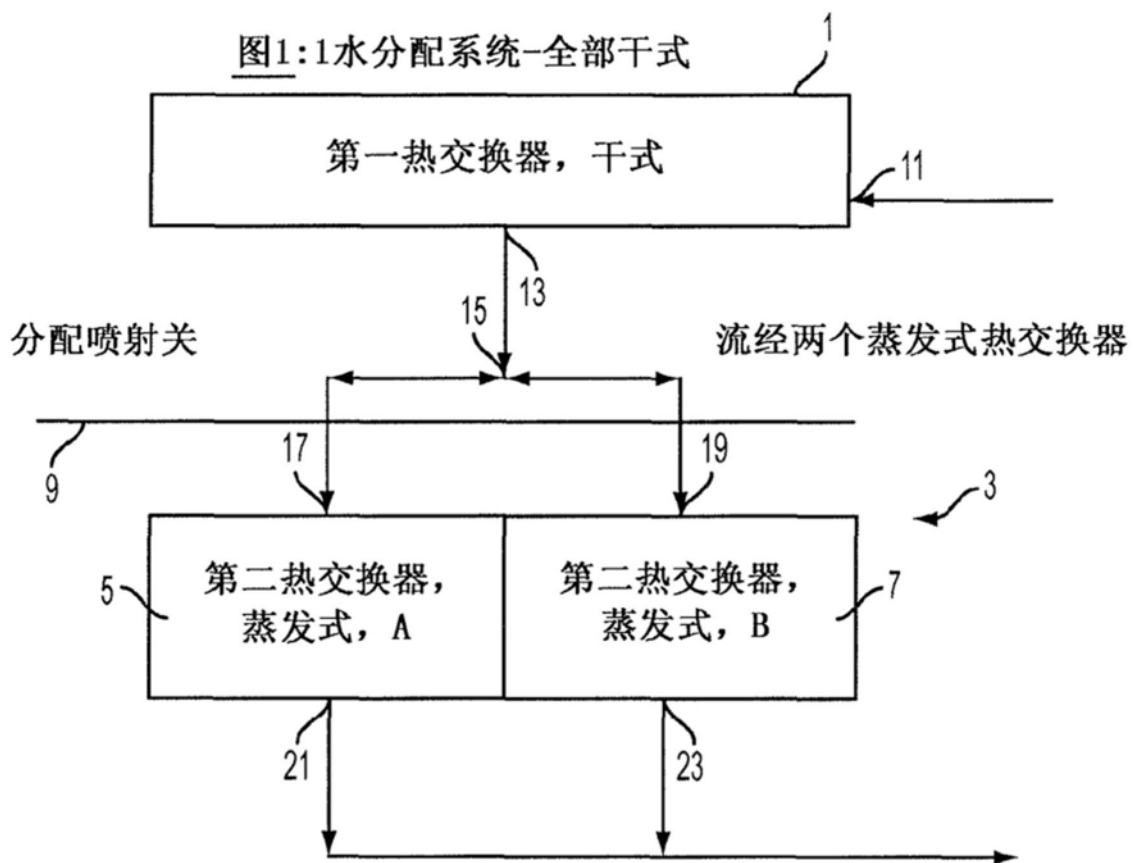 图1:1水分配系统-全部干式
1
第一热交换器，干式
11
13
15
分配喷射关
流经两个蒸发式热交换器
17
19
9
3
5
第二热交换器，
蒸发式，A
第二热交换器，
蒸发式，B
7
21
23